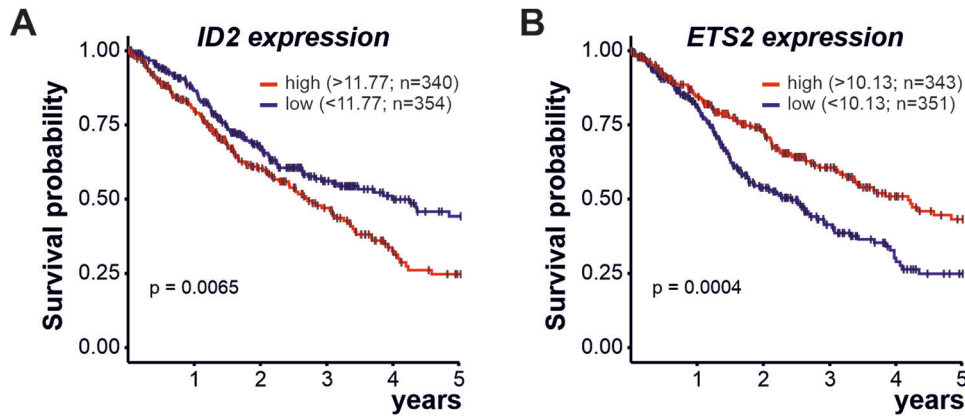 A
ID2 expression
Survival probability
1.00
0.75
0.50
0.25
0.00
high (>11.77; n=340)
low (<11.77; n=354)
p = 0.0065
1 2 3 4 5
years
B
ETS2 expression
Survival probability
1.00
0.75
0.50
0.25
0.00
high (>10.13; n=343)
low (<10.13; n=351)
p = 0.0004
1 2 3 4 5
years